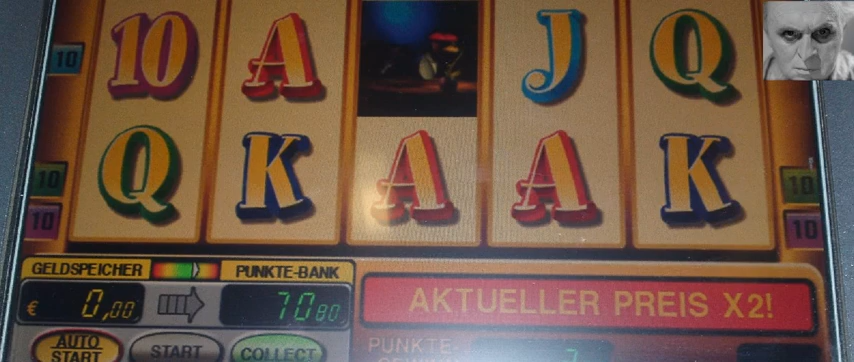 10 A J Q
10
Q K A A K
10 10
10 10
GELDSPEICHER PUNKTE-BANK
€ 0,00 7080
AKTUELLER PREIS X2!
AUTO START START COLLECT
PUNKTE